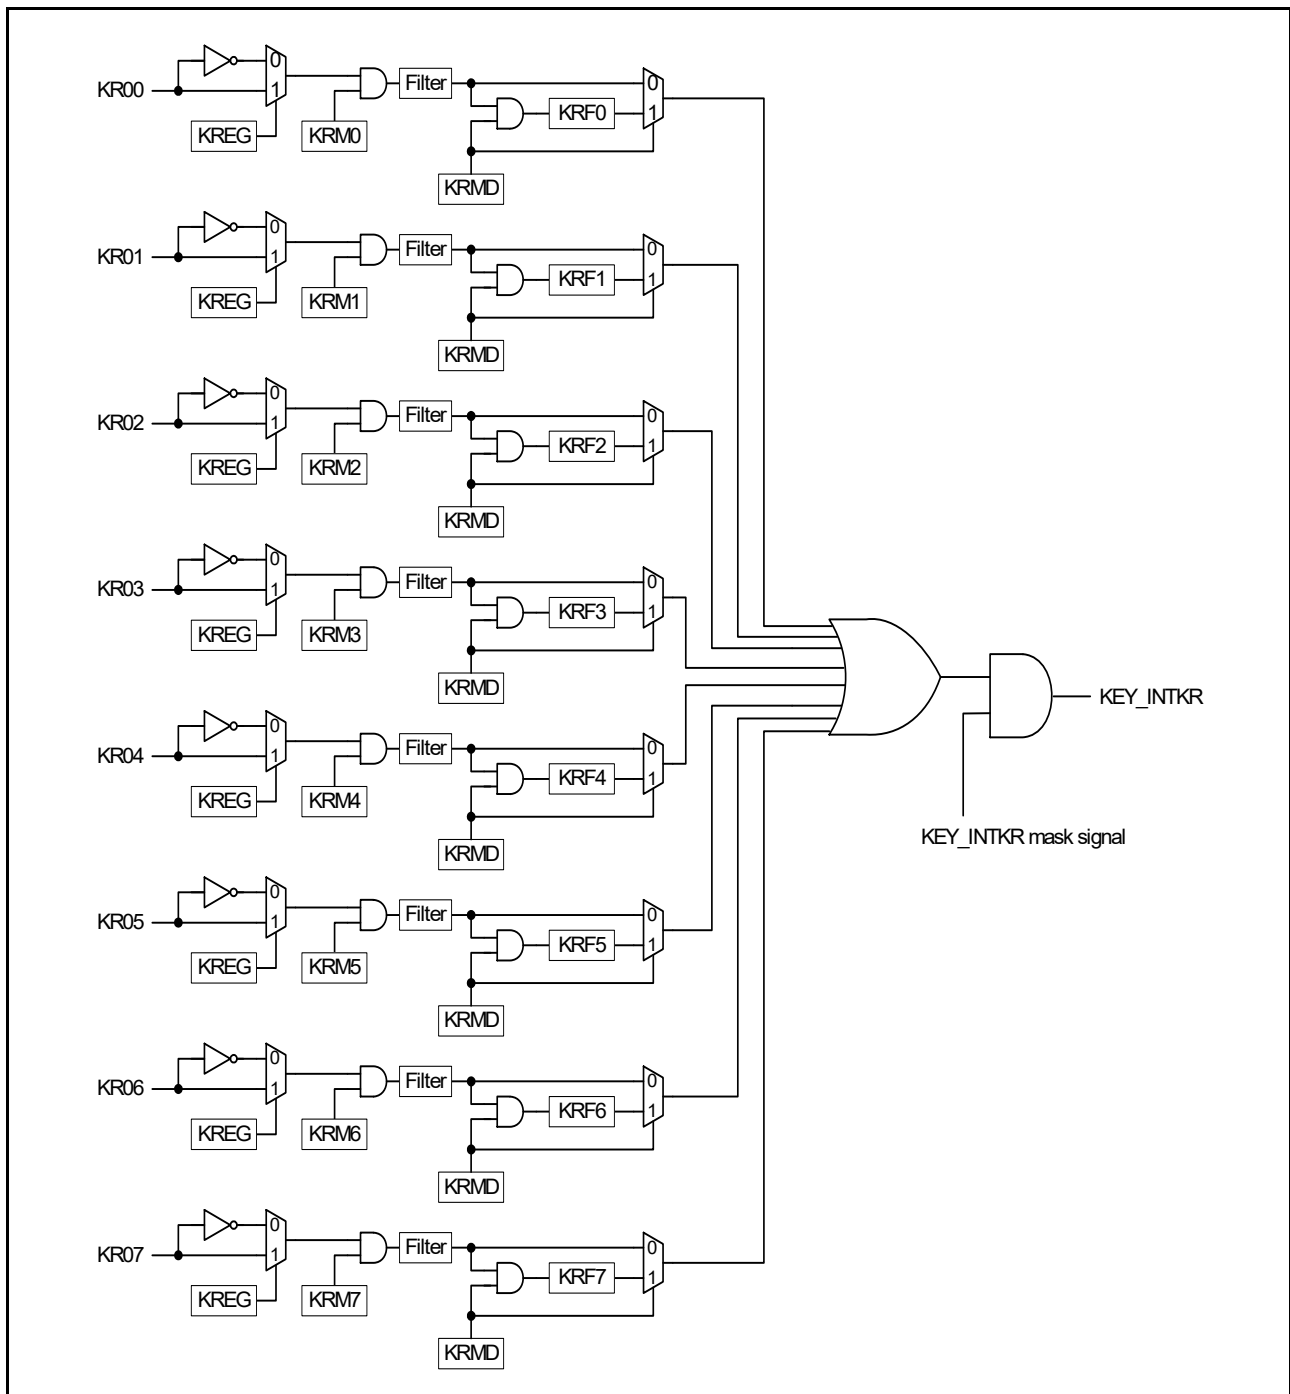 0
KR00
1
Filter
0
KREG
KRM0
KRF0
1
KRMD
0
KR01
1
Filter
0
KREG
KRM1
KRF1
1
KRMD
0
KR02
1
Filter
0
KREG
KRM2
KRF2
1
KRMD
0
KR03
1
Filter
0
KREG
KRM3
KRF3
1
KRMD
KEY_INTKR
0
KR04
1
Filter
0
KREG
KRM4
KRF4
1
KRMD
KEY_INTKR mask signal
0
KR05
1
Filter
0
KREG
KRM5
KRF5
1
KRMD
0
KR06
1
Filter
0
KREG
KRM6
KRF6
1
KRMD
0
KR07
1
Filter
0
KREG
KRM7
KRF7
1
KRMD